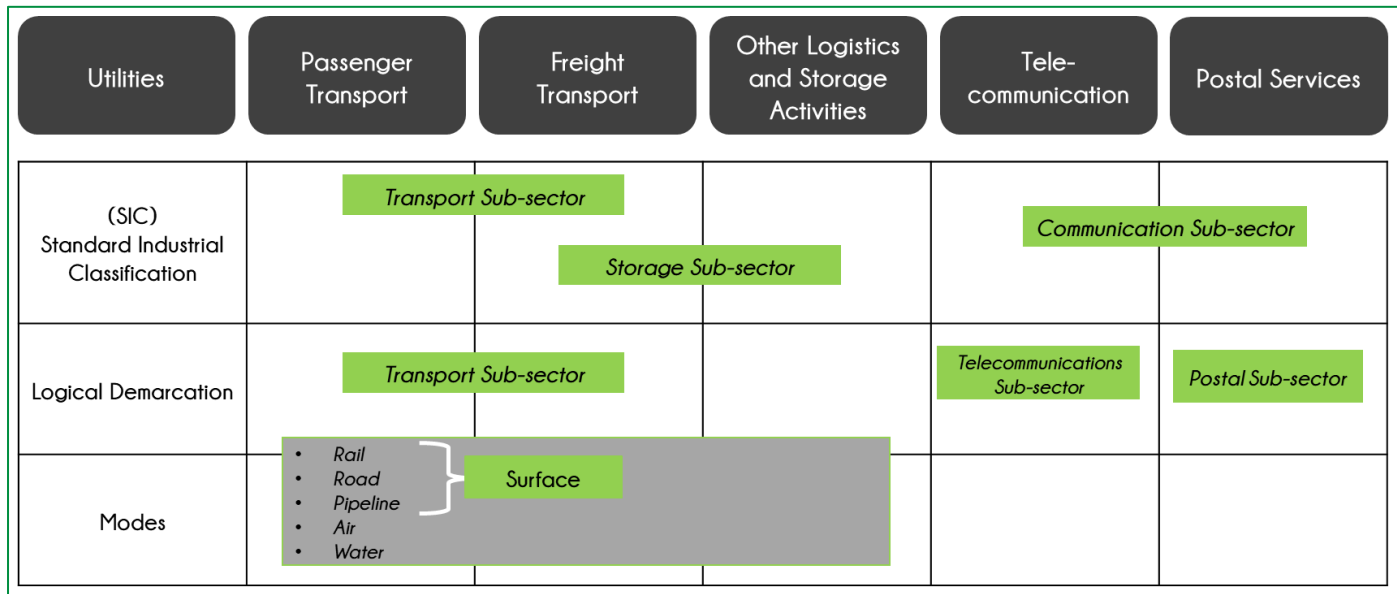 Utilities
Passenger
Transport
Freight
Transport
Other Logistics
and Storage
Activities
Tele-
communication
Postal Services
(SIC)
Standard Industrial
Classification
Transport Sub-sector
Storage Sub-sector
Communication Sub-sector
Logical Demarcation
Transport Sub-sector
Telecommunications
Sub-sector
Postal Sub-sector
Modes
• Rail
• Road
• Pipeline
• Air
• Water
Surface